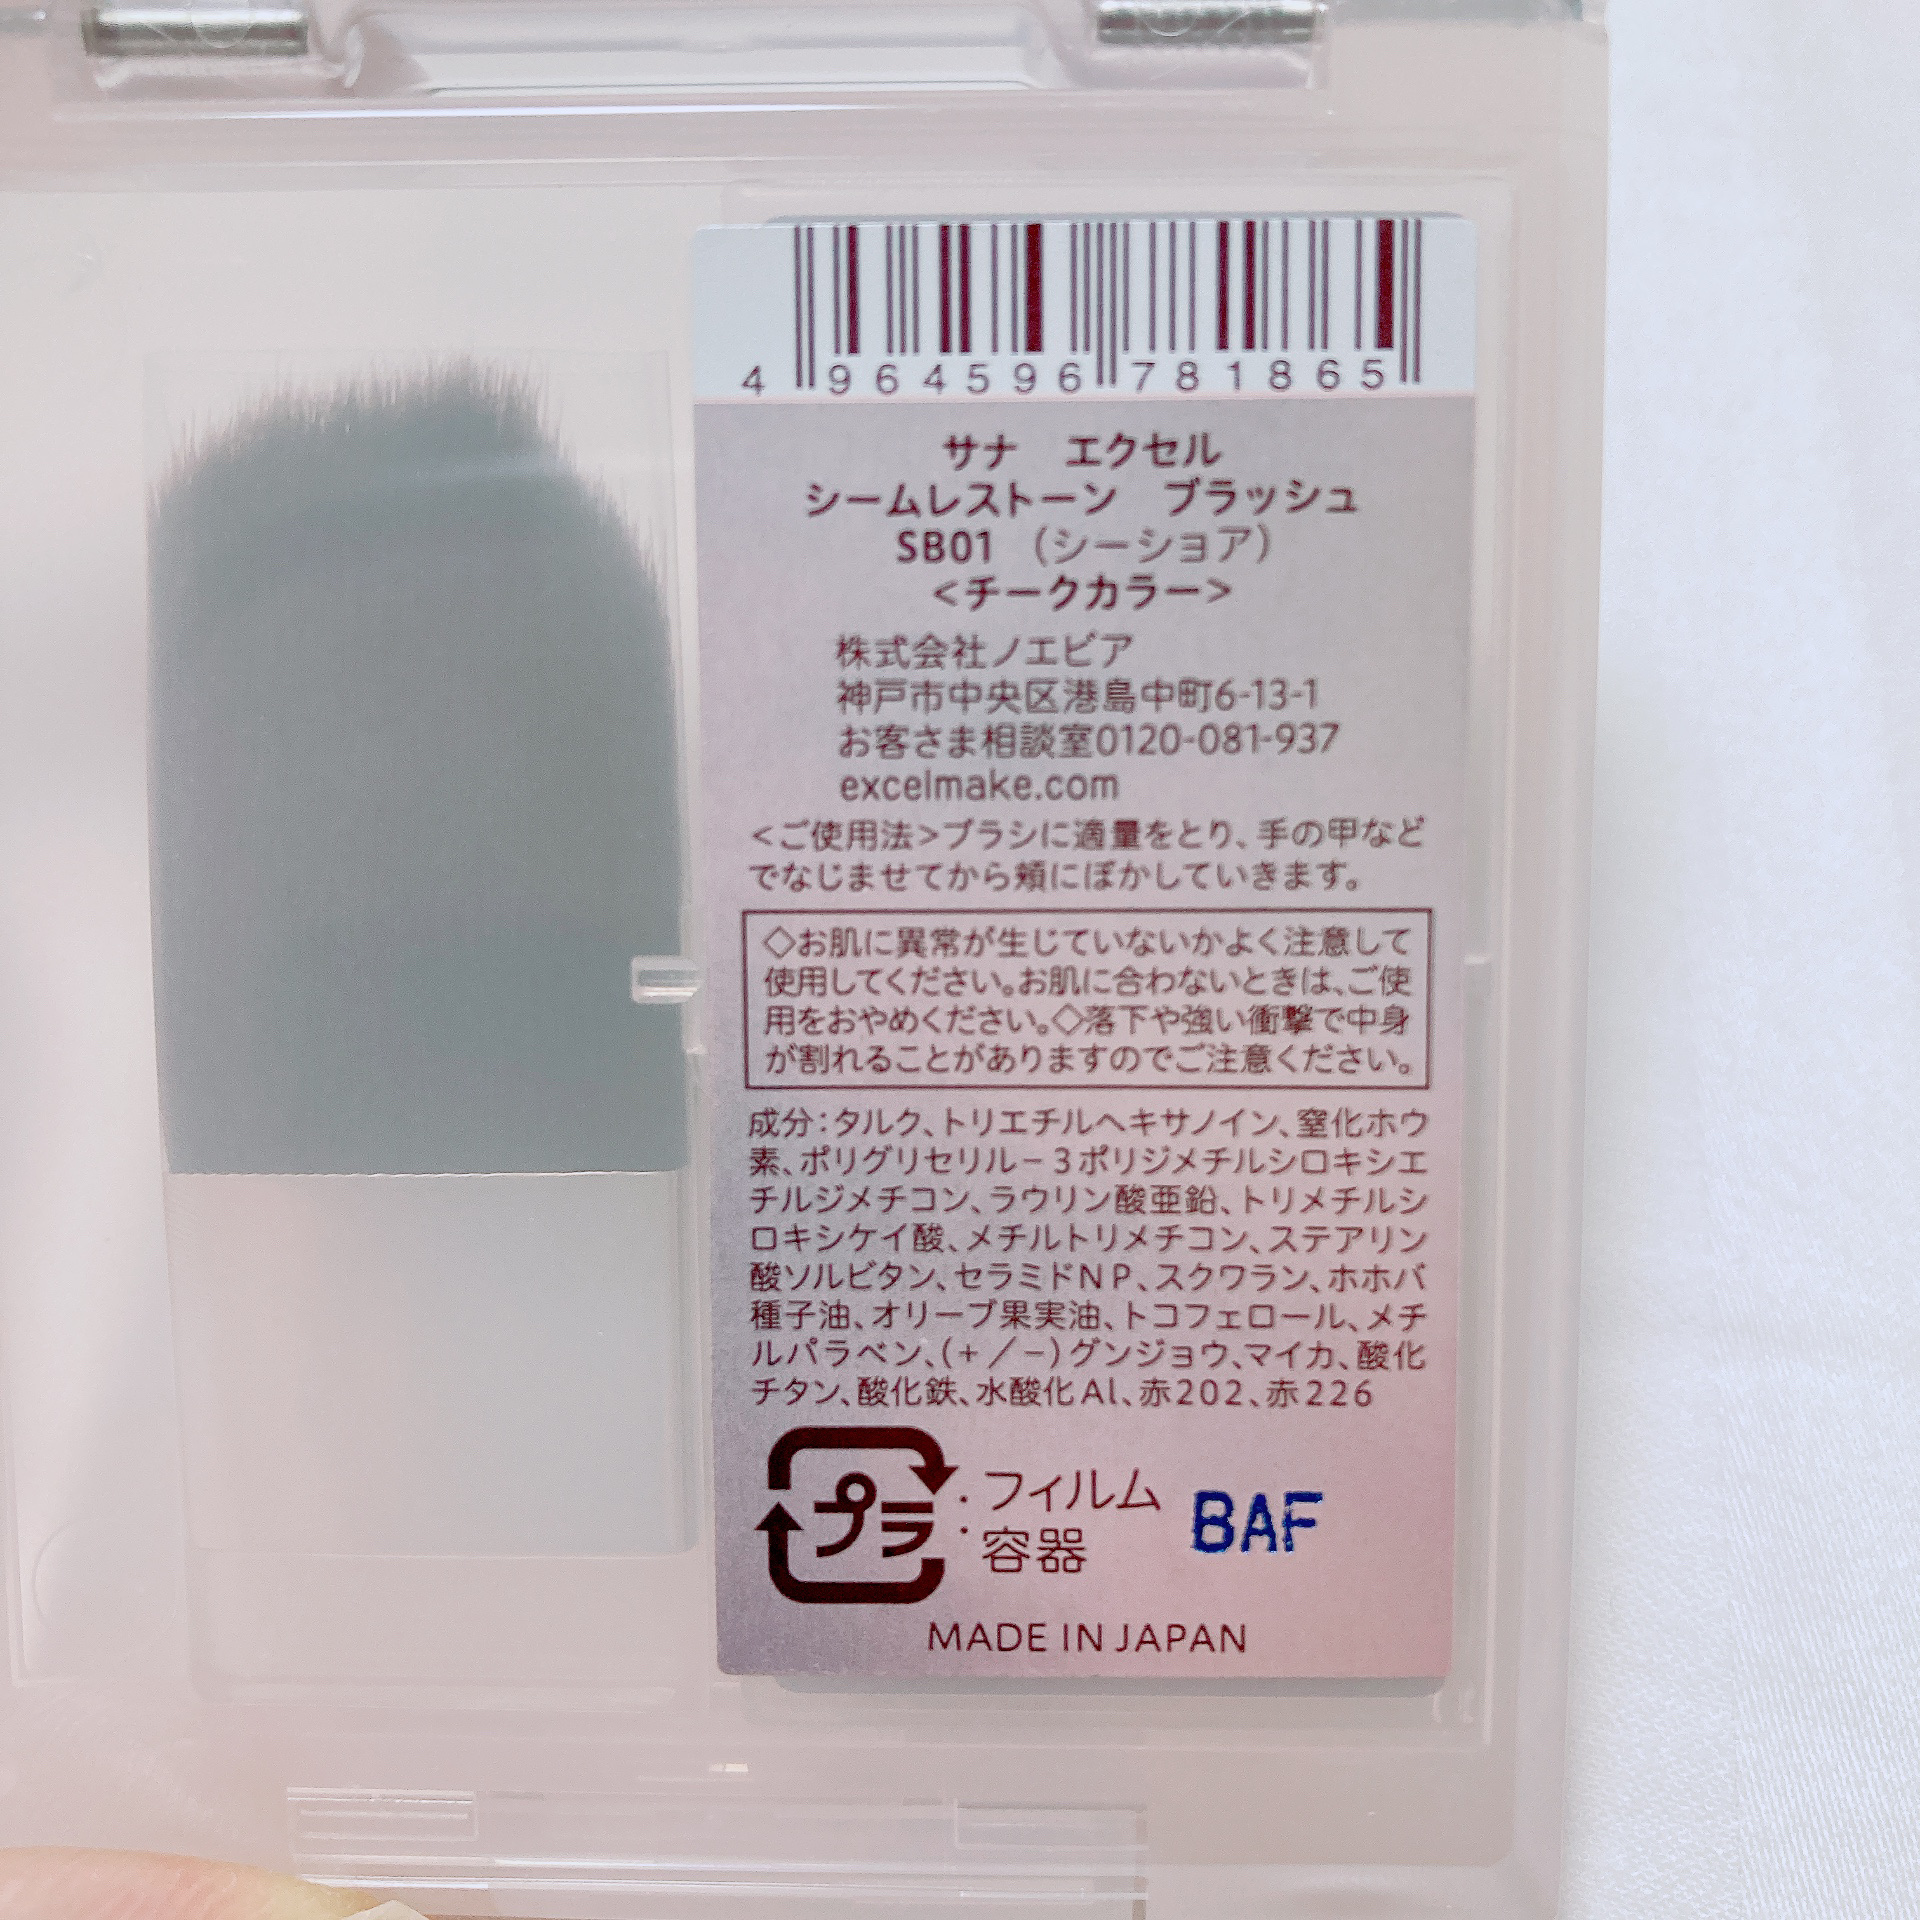 4 964596 781865
サナ エクセル
シームレストーン ブラッシュ
SB01 (シーショア)
<チークカラー>
株式会社ノエビア
神戸市中央区港島中町6-13-1
お客さま相談室0120-081-937
excelmake.com
<ご使用法>ブラシに適量をとり、手の甲など
でなじませてから頬にぼかしていきます。
◇お肌に異常が生じていないかよく注意して
使用してください。お肌に合わないときは、ご使
用をおやめください。◇落下や強い衝撃で中身
が割れることがありますのでご注意ください。
成分:タルク、トリエチルヘキサノイン、窒化ホウ
素、ポリグリセリル-3ポリジメチルシロキシエ
チルジメチコン、ラウリン酸亜鉛、トリメチルシ
ロキシケイ酸、メチルトリメチコン、ステアリン
酸ソルビタン、セラミドNP、スクワラン、ホホバ
種子油、オリーブ果実油、トコフェロール、メチ
ルパラベン、(+/-)グンジョウ、マイカ、酸化
チタン、酸化鉄、水酸化Al、赤202、赤226
プラ:フィルム
:容器
BAF
MADE IN JAPAN